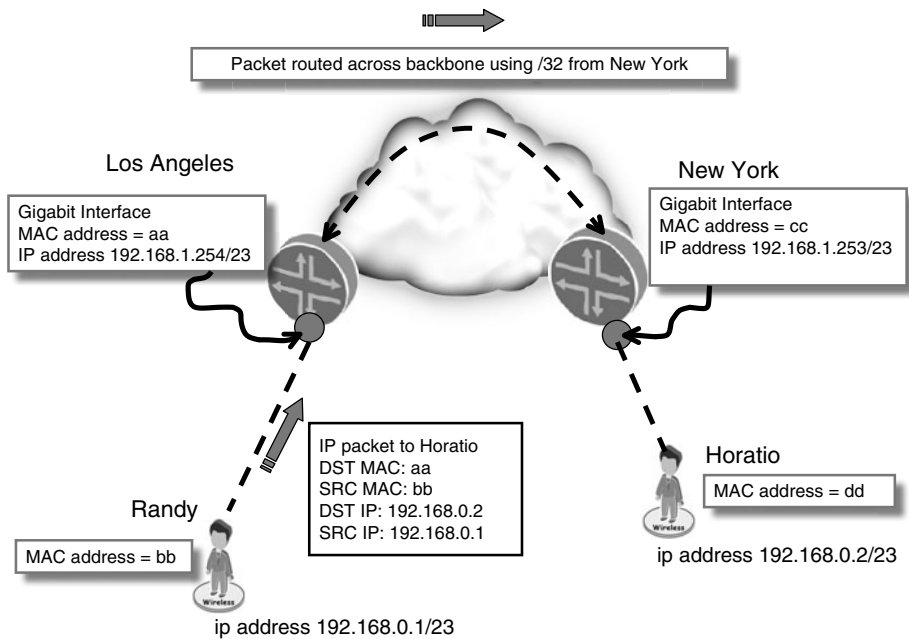 Packet routed across backbone using /32 from New York
Los Angeles
Gigabit Interface
MAC address = aa
IP address 192.168.1.254/23
New York
Gigabit Interface
MAC address = cc
IP address 192.168.1.253/23
IP packet to Horatio
DST MAC: aa
SRC MAC: bb
DST IP: 192.168.0.2
SRC IP: 192.168.0.1
Randy
MAC address = bb
Wireless
ip address 192.168.0.1/23
Horatio
MAC address = dd
Wireless
ip address 192.168.0.2/23